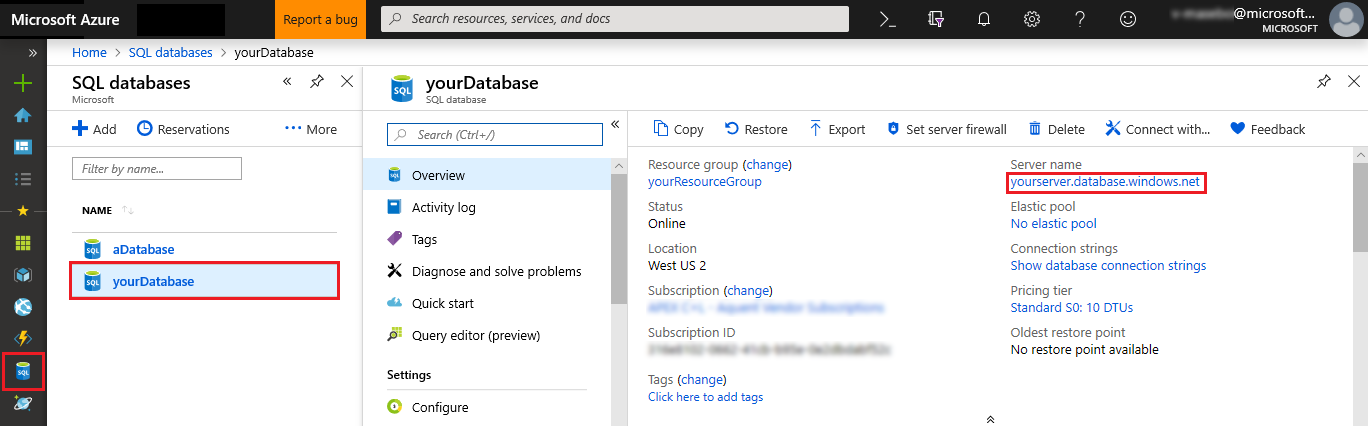 Microsoft Azure
Report a bug
Search resources, services, and docs
@microsoft...
MICROSOFT
Home > SQL databases > yourDatabase
SQL databases
Microsoft
Add
Reservations
More
Filter by name...
NAME
aDatabase
yourDatabase
yourDatabase
SQL database
Search (Ctrl+/)
Overview
Activity log
Tags
Diagnose and solve problems
Quick start
Query editor (preview)
Settings
Configure
Copy
Restore
Export
Set server firewall
Delete
Connect with...
Feedback
Resource group (change)
yourResourceGroup
Status
Online
Location
West US 2
Subscription (change)
Subscription ID
Tags (change)
Click here to add tags
Server name
yourserver.database.windows.net
Elastic pool
No elastic pool
Connection strings
Show database connection strings
Pricing tier
Standard S0: 10 DTUs
Oldest restore point
No restore point available